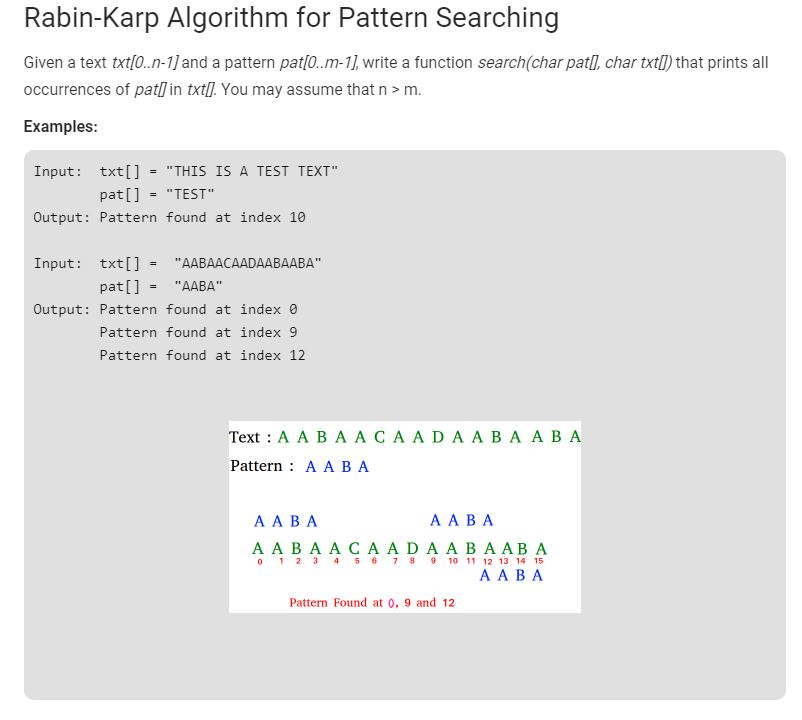 Rabin-Karp Algorithm for Pattern Searching
Given a text txt[0..n-1] and a pattern pat[0..m-1], write a function search(char pat[], char txt[]) that prints all
occurrences of pat[] in txt[]. You may assume that n > m.
Examples:
Input:  txt[] = "THIS IS A TEST TEXT"
        pat[] = "TEST"
Output: Pattern found at index 10
Input:  txt[] =  "AABAACAADAABAABA"
        pat[] =  "AABA"
Output: Pattern found at index 0
        Pattern found at index 9
        Pattern found at index 12
Text : A A B A A C A A D A A B A A B A
Pattern : A A B A
A A B A A A B A
A A B A A C A A D A A B A A B A
0 1 2 3 4 5 6 7 8 9 10 11 12 13 14 15
A A B A
Pattern Found at 0, 9 and 12